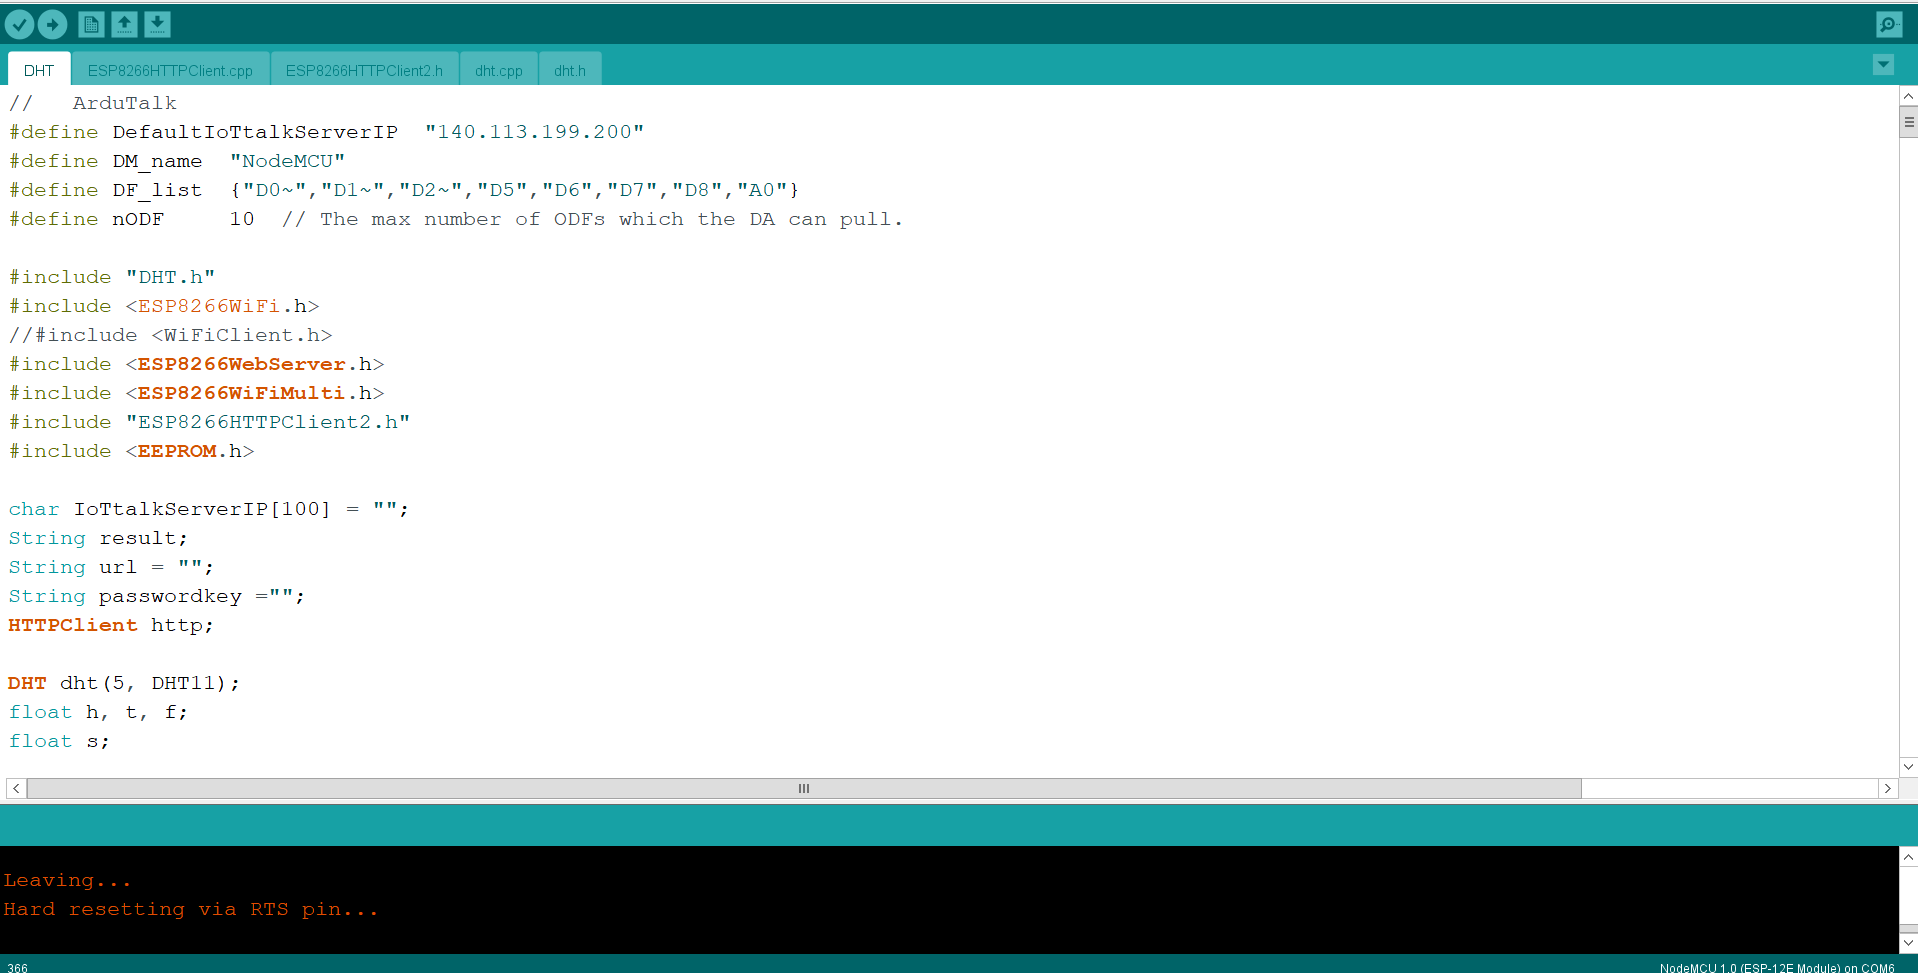 DHT ESP8266HTTPClient.cpp ESP8266HTTPClient2.h dht.cpp dht.h
//   ArduTalk
#define DefaultIoTtalkServerIP  "140.113.199.200"
#define DM_name  "NodeMCU"
#define DF_list  {"D0~","D1~","D2~","D5","D6","D7","D8","A0"}
#define nODF     10  // The max number of ODFs which the DA can pull.
#include "DHT.h"
#include <ESP8266WiFi.h>
//#include <WiFiClient.h>
#include <ESP8266WebServer.h>
#include <ESP8266WiFiMulti.h>
#include "ESP8266HTTPClient2.h"
#include <EEPROM.h>
char IoTtalkServerIP[100] = "";
String result;
String url = "";
String passwordkey ="";
HTTPClient http;
DHT dht(5, DHT11);
float h, t, f;
float s;
Leaving...
Hard resetting via RTS pin...
366 NodeMCU 1.0 (ESP-12E Module) on COM6